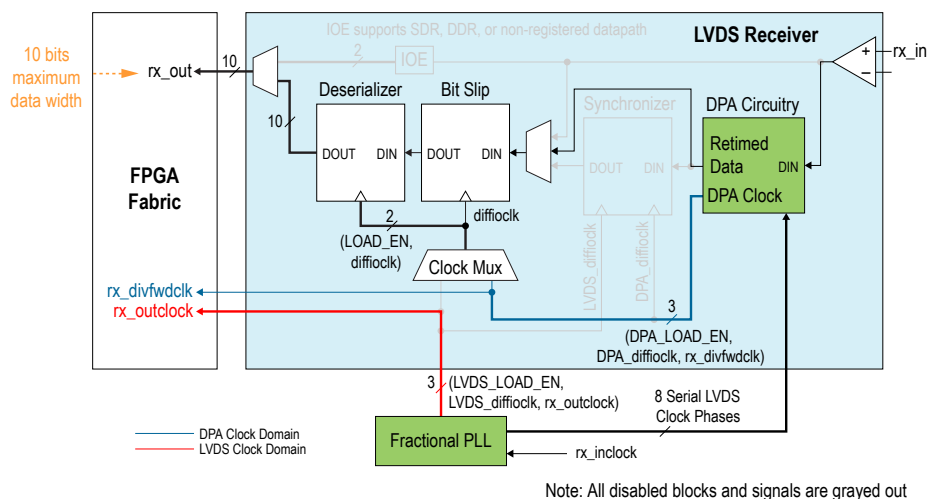 IOE supports SDR, DDR, or non-registered datapath
LVDS Receiver
2
IOE
+
−
rx_in
10 bits
maximum
data width
rx_out
10
Deserializer
Bit Slip
Synchronizer
DPA Circuitry
10
DOUT
DIN
DOUT
DIN
DOUT
DIN
Retimed
Data
DIN
DPA Clock
FPGA
Fabric
2
(LOAD_EN,
diffioclk)
diffioclk
LVDS_diffioclk
DPA_diffioclk
Clock Mux
rx_divfwdclk
rx_outclock
3
(DPA_LOAD_EN,
DPA_diffioclk, rx_divfwdclk)
3
(LVDS_LOAD_EN,
LVDS_diffioclk, rx_outclock)
8 Serial LVDS
Clock Phases
DPA Clock Domain
LVDS Clock Domain
Fractional PLL
rx_inclock
Note: All disabled blocks and signals are grayed out